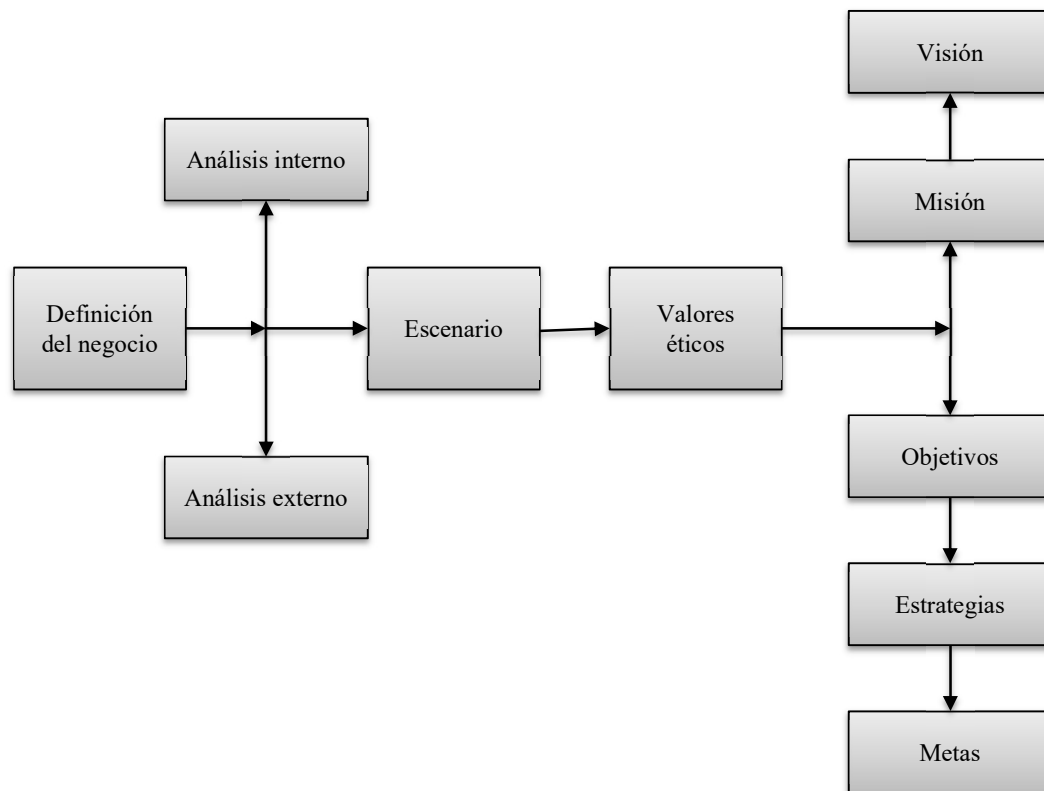 Visión
Análisis interno
Misión
Definición
del negocio
Escenario
Valores
éticos
Análisis externo
Objetivos
Estrategias
Metas